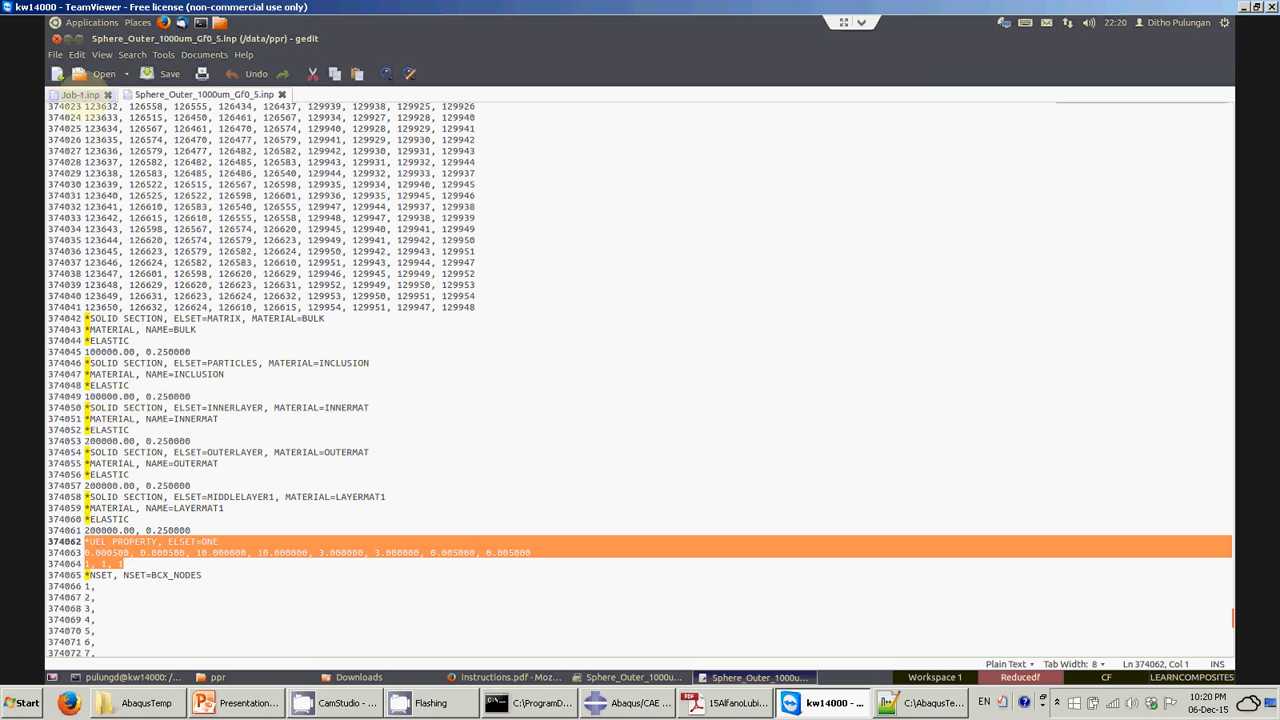 kw14000 - TeamViewer - Free license (non-commercial use only)
Applications Places 22:20 Ditho Pulungan
Sphere_Outer_1000um_Gf0_5.inp (/data/ppr) - gedit
File Edit View Search Tools Documents Help
Open Save Undo
Job-1.inp Sphere_Outer_1000um_Gf0_5.inp
374023 123632, 126558, 126555, 126434, 126437, 129939, 129938, 129925, 129926
374024 123633, 126515, 126450, 126461, 126567, 129934, 129927, 129928, 129940
374025 123634, 126567, 126461, 126470, 126574, 129940, 129928, 129929, 129941
374026 123635, 126574, 126470, 126477, 126579, 129941, 129929, 129930, 129942
374027 123636, 126579, 126477, 126482, 126582, 129942, 129930, 129931, 129943
374028 123637, 126582, 126482, 126485, 126583, 129943, 129931, 129932, 129944
374029 123638, 126583, 126485, 126486, 126540, 129944, 129932, 129933, 129937
374030 123639, 126522, 126515, 126567, 126598, 129935, 129934, 129940, 129945
374031 123640, 126525, 126522, 126598, 126601, 129936, 129935, 129945, 129946
374032 123641, 126610, 126583, 126540, 126555, 129947, 129944, 129937, 129938
374033 123642, 126615, 126610, 126555, 126558, 129948, 129947, 129938, 129939
374034 123643, 126598, 126567, 126574, 126620, 129945, 129940, 129941, 129949
374035 123644, 126620, 126574, 126579, 126623, 129949, 129941, 129942, 129950
374036 123645, 126623, 126579, 126582, 126624, 129950, 129942, 129943, 129951
374037 123646, 126624, 126582, 126583, 126610, 129951, 129943, 129944, 129947
374038 123647, 126601, 126598, 126620, 126629, 129946, 129945, 129949, 129952
374039 123648, 126629, 126620, 126623, 126631, 129952, 129949, 129950, 129953
374040 123649, 126631, 126623, 126624, 126632, 129953, 129950, 129951, 129954
374041 123650, 126632, 126624, 126610, 126615, 129954, 129951, 129947, 129948
374042 *SOLID SECTION, ELSET=MATRIX, MATERIAL=BULK
374043 *MATERIAL, NAME=BULK
374044 *ELASTIC
374045 100000.00, 0.250000
374046 *SOLID SECTION, ELSET=PARTICLES, MATERIAL=INCLUSION
374047 *MATERIAL, NAME=INCLUSION
374048 *ELASTIC
374049 100000.00, 0.250000
374050 *SOLID SECTION, ELSET=INNERLAYER, MATERIAL=INNERMAT
374051 *MATERIAL, NAME=INNERMAT
374052 *ELASTIC
374053 200000.00, 0.250000
374054 *SOLID SECTION, ELSET=OUTERLAYER, MATERIAL=OUTERMAT
374055 *MATERIAL, NAME=OUTERMAT
374056 *ELASTIC
374057 200000.00, 0.250000
374058 *SOLID SECTION, ELSET=MIDDLELAYER1, MATERIAL=LAYERMAT1
374059 *MATERIAL, NAME=LAYERMAT1
374060 *ELASTIC
374061 200000.00, 0.250000
374062 *UEL PROPERTY, ELSET=ONE
374063 0.000500, 0.000500, 10.000000, 10.000000, 3.000000, 3.000000, 0.005000, 0.005000
374064 1, 1, 1
374065 *NSET, NSET=BCX_NODES
374066 1,
374067 2,
374068 3,
374069 4,
374070 5,
374071 6,
374072 7,
Plain Text Tab Width: 8 Ln 374062, Col 1 INS
pulungd@kw14000: /... ppr Downloads Instructions.pdf - Moz... Sphere_Outer_1000u... Sphere_Outer_1000u... Workspace 1 Reducedf CF LEARNCOMPOSITES
Start AbaqusTemp Presentation... CamStudio - ... Flashing C:\ProgramD... Abaqus/CAE ... 15AlfanoLubi... kw14000 - ... C:\AbaqusTe... EN 10:20 PM
06-Dec-15